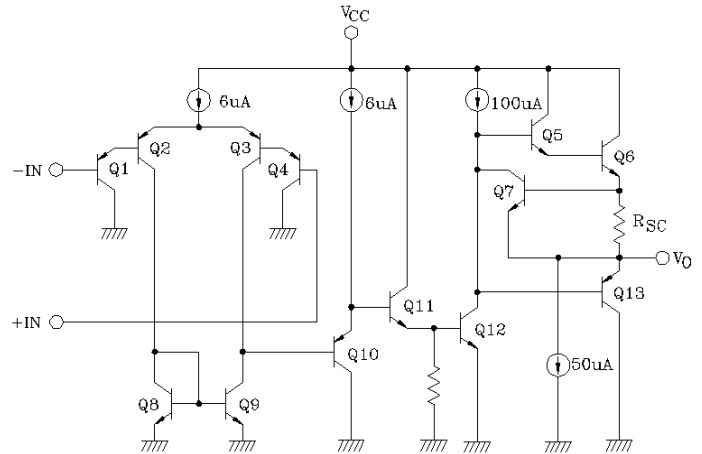 VCC
6uA
6uA
100uA
Q5
Q1
Q2
Q3
Q4
Q6
-IN
Q7
RSC
VO
+IN
Q11
Q12
Q13
Q10
50uA
Q8
Q9